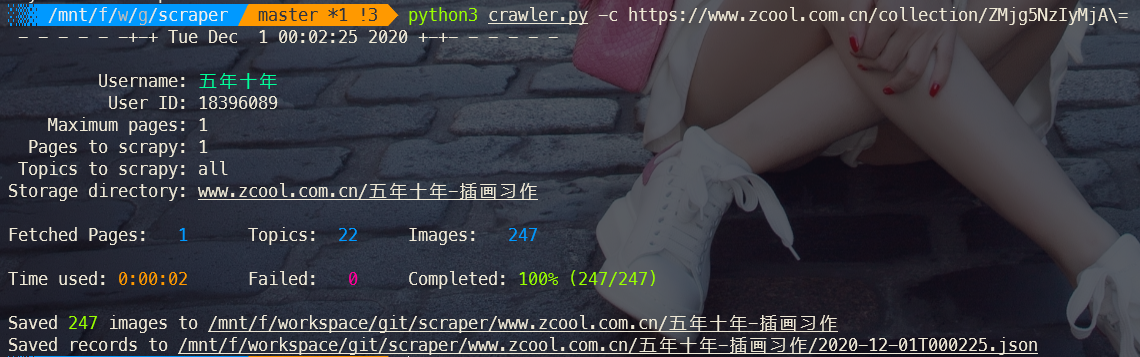 /mnt/f/w/g/scraper master *1 !3 python3 crawler.py -c https://www.zcool.com.cn/collection/ZMjg5NzIyMjA\=
- - - - - -+-+ Tue Dec  1 00:02:25 2020 +-+- - - - - -
Username: 五年十年
User ID: 18396089
Maximum pages: 1
Pages to scrapy: 1
Topics to scrapy: all
Storage directory: www.zcool.com.cn/五年十年-插画习作
Fetched Pages: 1 Topics: 22 Images: 247
Time used: 0:00:02 Failed: 0 Completed: 100% (247/247)
Saved 247 images to /mnt/f/workspace/git/scraper/www.zcool.com.cn/五年十年-插画习作
Saved records to /mnt/f/workspace/git/scraper/www.zcool.com.cn/五年十年-插画习作/2020-12-01T000225.json